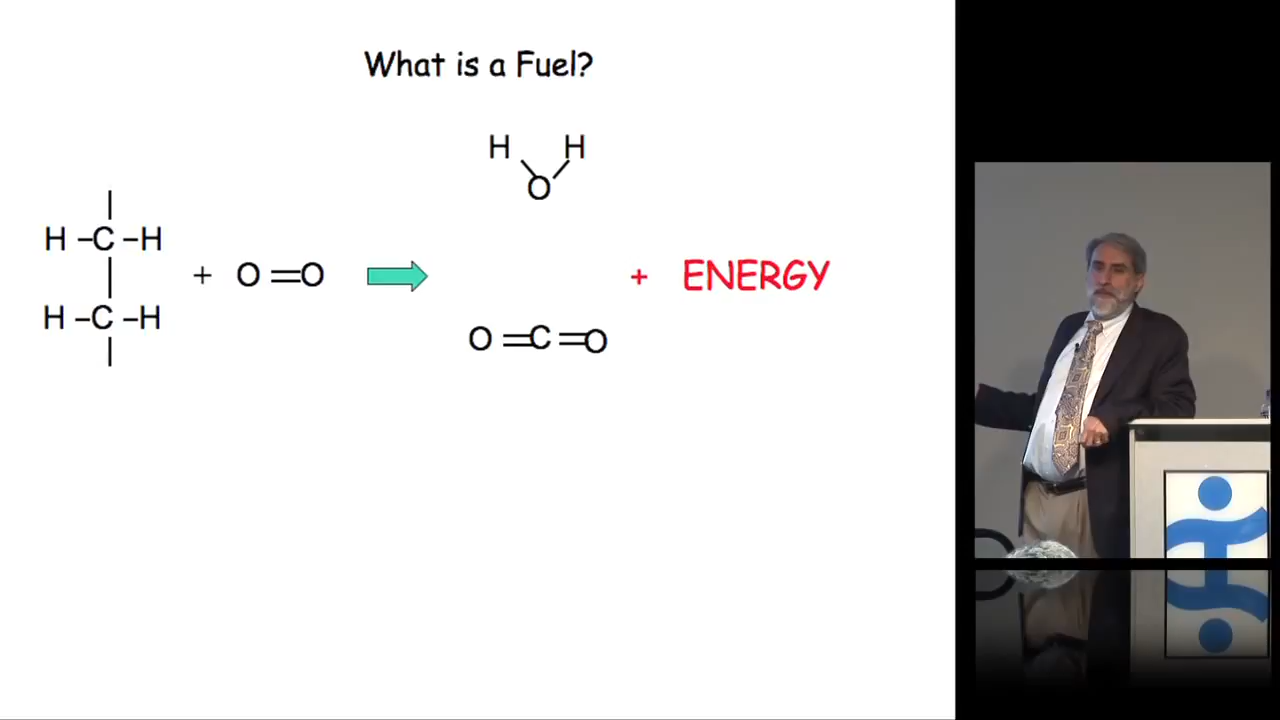 What is a Fuel?
H H
O
H –C –H
+ O=O
+ ENERGY
H –C –H
O=C=O